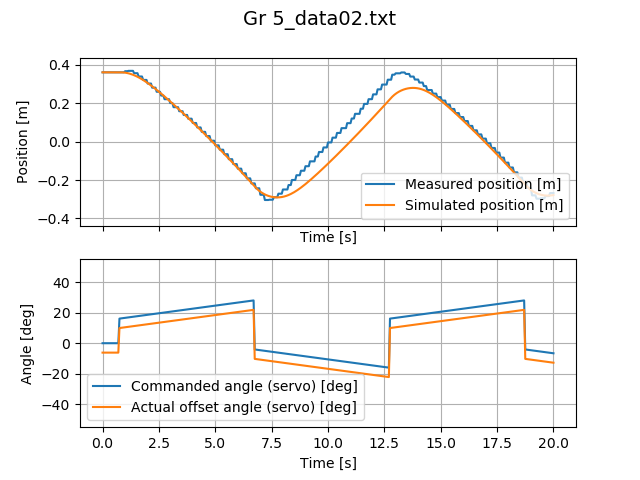 Gr 5_data02.txt
0.4
0.2
0.0
−0.2
−0.4
Position [m]
Measured position [m]
Simulated position [m]
Time [s]
40
20
0
−20
−40
Angle [deg]
Commanded angle (servo) [deg]
Actual offset angle (servo) [deg]
0.0 2.5 5.0 7.5 10.0 12.5 15.0 17.5 20.0
Time [s]